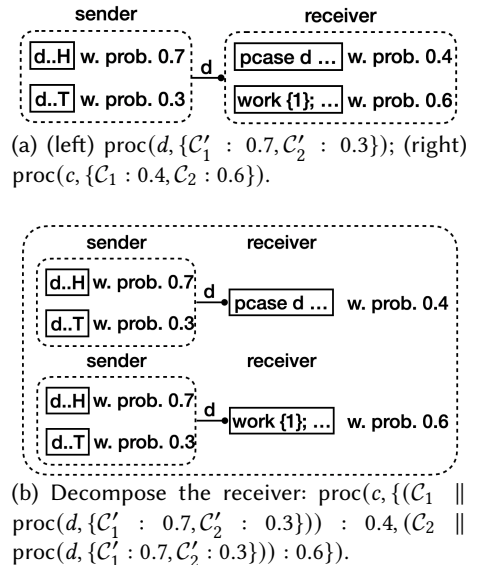 sender receiver
d..H w. prob. 0.7 d pcase d ... w. prob. 0.4
d..T w. prob. 0.3 work {1}; ... w. prob. 0.6
(a) (left) proc(d, {𝒞′₁ : 0.7, 𝒞′₂ : 0.3}); (right)
proc(c, {𝒞₁ : 0.4, 𝒞₂ : 0.6}).
sender receiver
d..H w. prob. 0.7 d pcase d ... w. prob. 0.4
d..T w. prob. 0.3
sender receiver
d..H w. prob. 0.7 d work {1}; ... w. prob. 0.6
d..T w. prob. 0.3
(b) Decompose the receiver: proc(c, {(𝒞₁ ∥
proc(d, {𝒞′₁ : 0.7, 𝒞′₂ : 0.3})) : 0.4, (𝒞₂ ∥
proc(d, {𝒞′₁ : 0.7, 𝒞′₂ : 0.3})) : 0.6}).